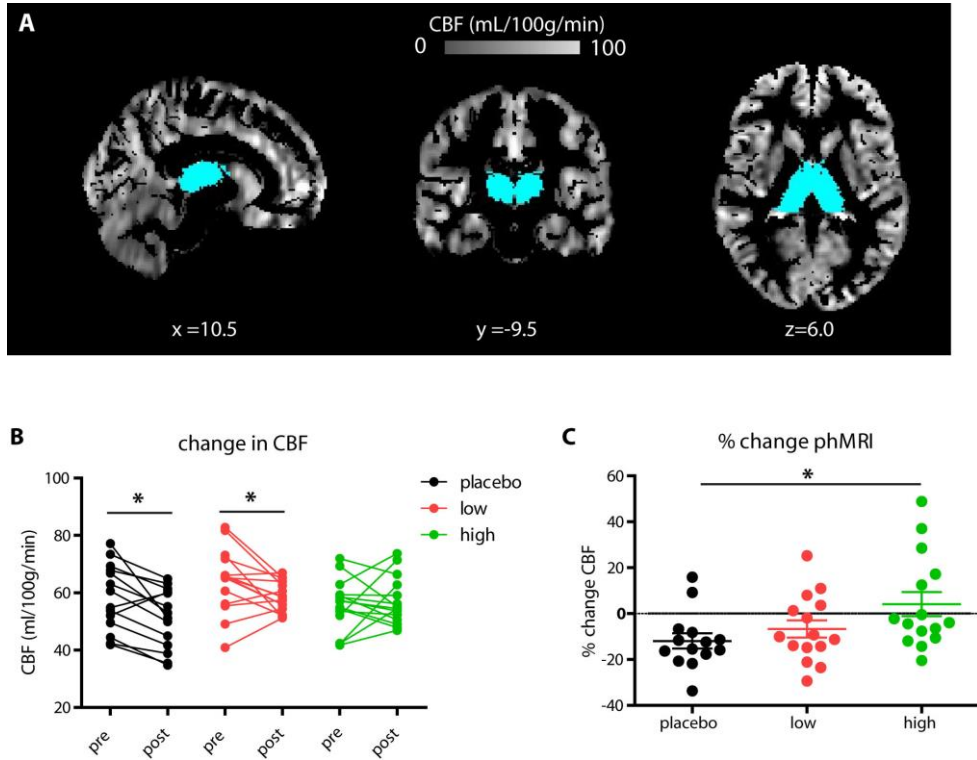 A
CBF (mL/100g/min)
0 100
x =10.5 y =-9.5 z=6.0
B
change in CBF
CBF (ml/100g/min)
100
80
60
40
20
* *
pre post pre post pre post
placebo
low
high
C
% change phMRI
% change CBF
60
40
20
0
-20
-40
*
placebo low high